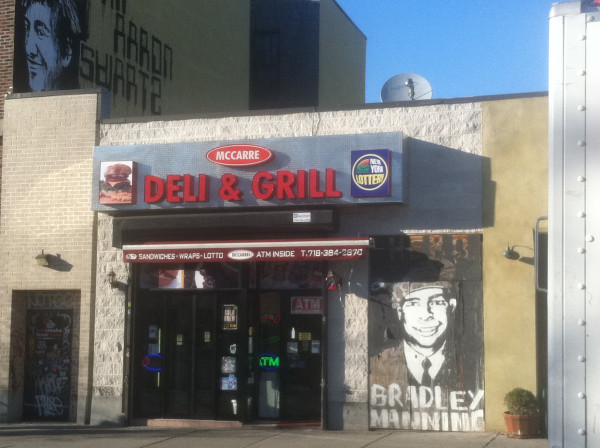 AARON
SWARTZ
MCCARRE
DELI & GRILL
NEW YORK
LOTTERY
SANDWICHES•WRAPS•LOTTO
MCCARRE
ATM INSIDE
T.718-384-2870
ATM
ATM
BRADLEY
MANNING